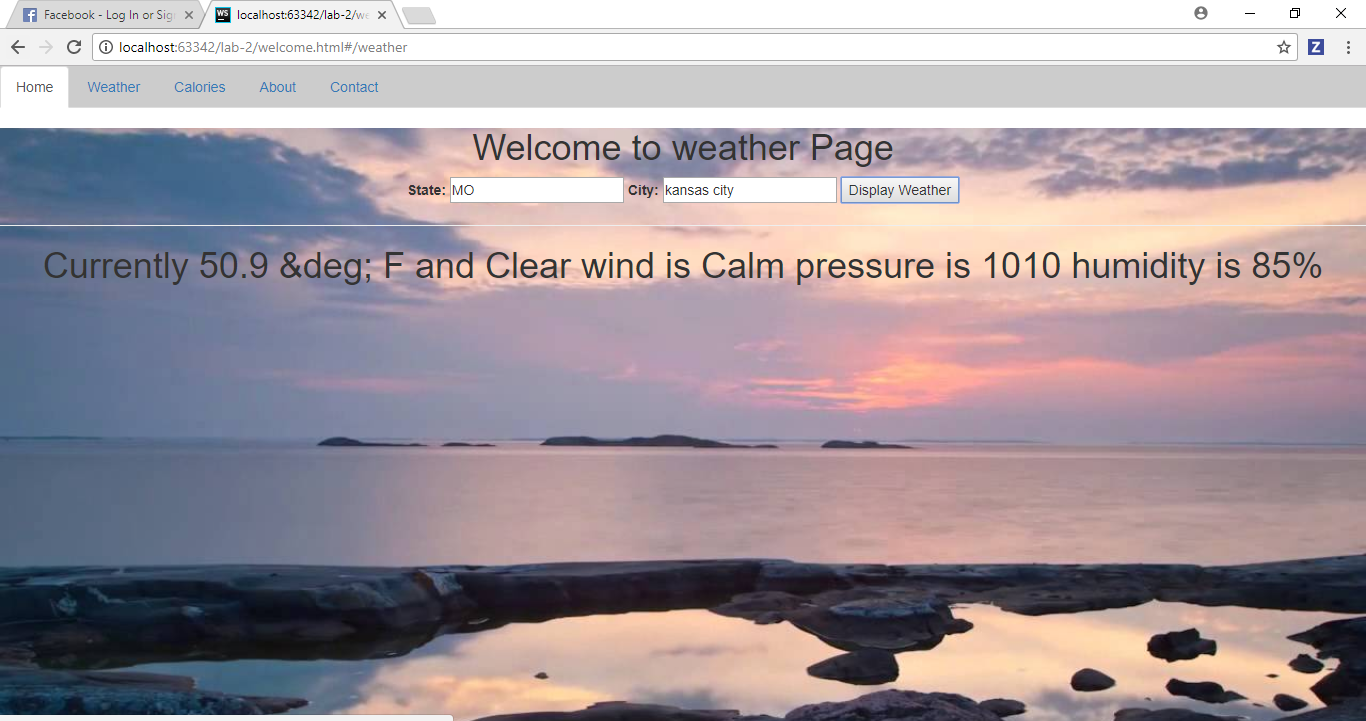 Facebook - Log In or Sig
WS localhost:63342/lab-2/we
localhost:63342/lab-2/welcome.html#/weather
Z
Home Weather Calories About Contact
Welcome to weather Page
State: MO City: kansas city Display Weather
Currently 50.9 &deg; F and Clear wind is Calm pressure is 1010 humidity is 85%